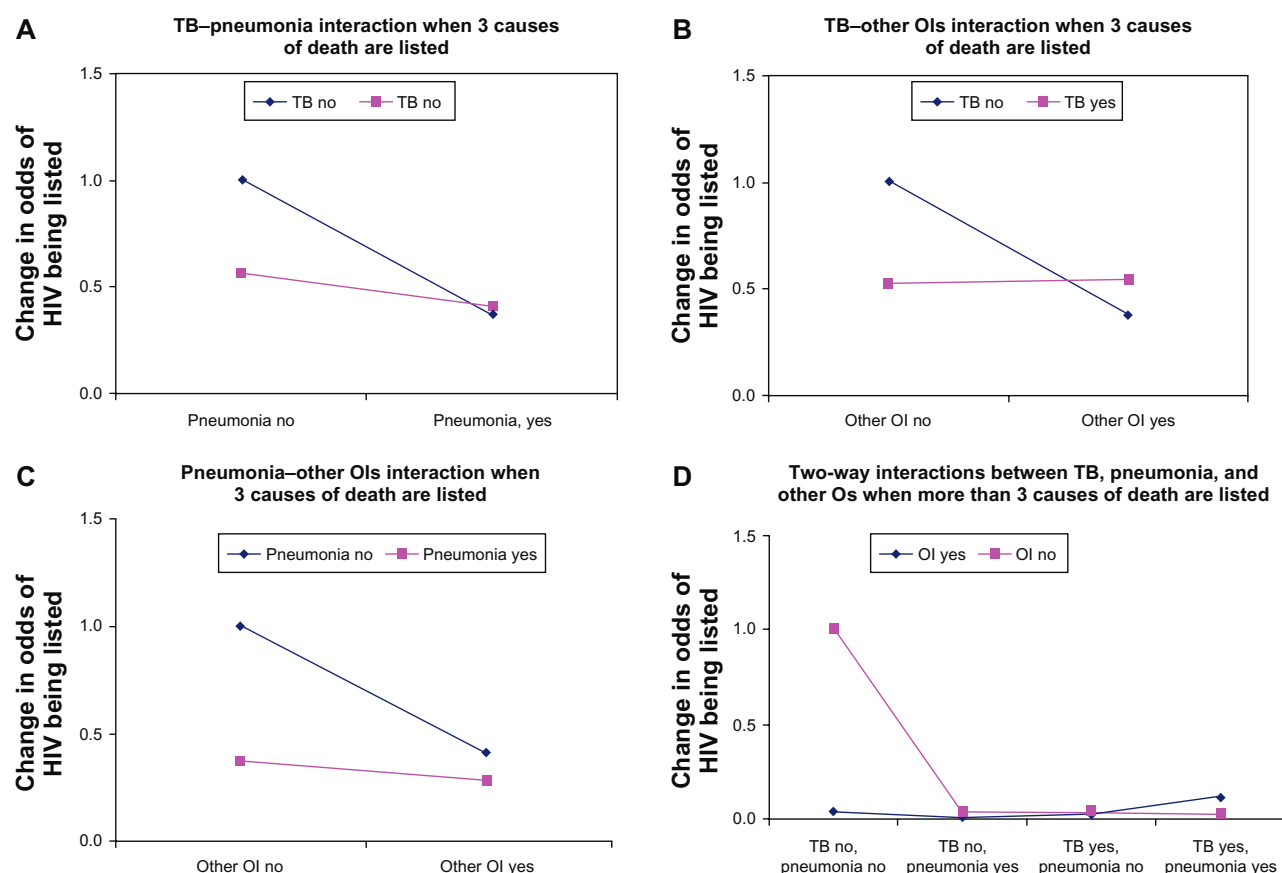 A
TB–pneumonia interaction when 3 causes
of death are listed
Change in odds of
HIV being listed
1.5
1.0
0.5
0.0
TB no TB no
Pneumonia no Pneumonia, yes
B
TB–other OIs interaction when 3 causes
of death are listed
Change in odds of
HIV being listed
1.5
1.0
0.5
0.0
TB no TB yes
Other OI no Other OI yes
C
Pneumonia–other OIs interaction when
3 causes of death are listed
Change in odds of
HIV being listed
1.5
1.0
0.5
0.0
Pneumonia no Pneumonia yes
Other OI no Other OI yes
D
Two-way interactions between TB, pneumonia, and
other Os when more than 3 causes of death are listed
Change in odds of
HIV being listed
1.5
1.0
0.5
0.0
OI yes OI no
TB no, TB no, TB yes, TB yes,
pneumonia no pneumonia yes pneumonia no pneumonia yes